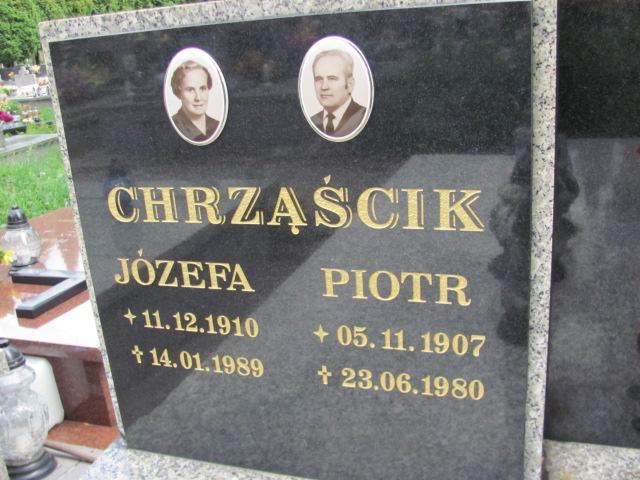 CHRZĄŚCIK
JÓZEFA
✦ 11.12.1910
✝ 14.01.1989
PIOTR
✦ 05.11.1907
✝ 23.06.1980